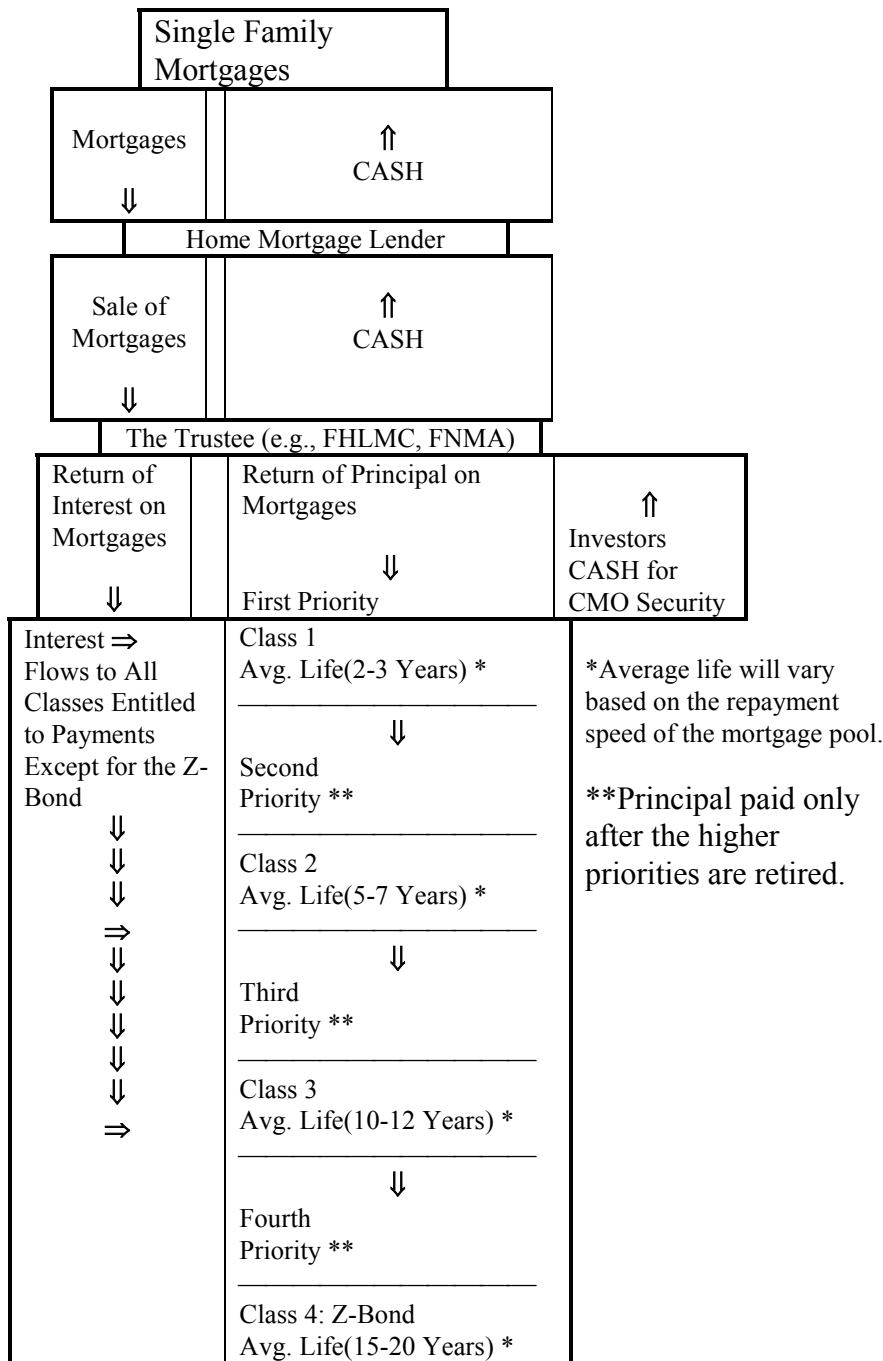 Single Family
Mortgages
Mortgages
⇓
⇑
CASH
Home Mortgage Lender
Sale of
Mortgages
⇓
⇑
CASH
The Trustee (e.g., FHLMC, FNMA)
Return of
Interest on
Mortgages
⇓
Return of Principal on
Mortgages
⇓
First Priority
⇑
Investors
CASH for
CMO Security
Interest ⇒
Flows to All
Classes Entitled
to Payments
Except for the Z-
Bond
⇓
⇓
⇓
⇒
⇓
⇓
⇓
⇓
⇓
⇒
Class 1
Avg. Life(2-3 Years) *
⇓
Second
Priority **
Class 2
Avg. Life(5-7 Years) *
⇓
Third
Priority **
Class 3
Avg. Life(10-12 Years) *
⇓
Fourth
Priority **
Class 4: Z-Bond
Avg. Life(15-20 Years) *
*Average life will vary
based on the repayment
speed of the mortgage pool.
**Principal paid only
after the higher
priorities are retired.